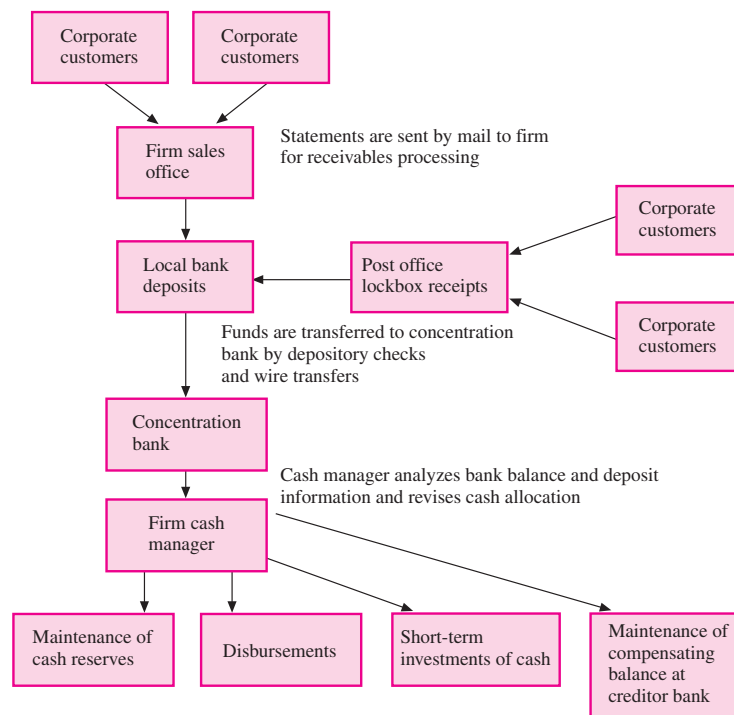 Corporate
customers
Corporate
customers
Statements are sent by mail to firm
for receivables processing
Firm sales
office
Corporate
customers
Local bank
deposits
Post office
lockbox receipts
Corporate
customers
Funds are transferred to concentration
bank by depository checks
and wire transfers
Concentration
bank
Cash manager analyzes bank balance and deposit
information and revises cash allocation
Firm cash
manager
Maintenance of
cash reserves
Disbursements
Short-term
investments of cash
Maintenance of
compensating
balance at
creditor bank